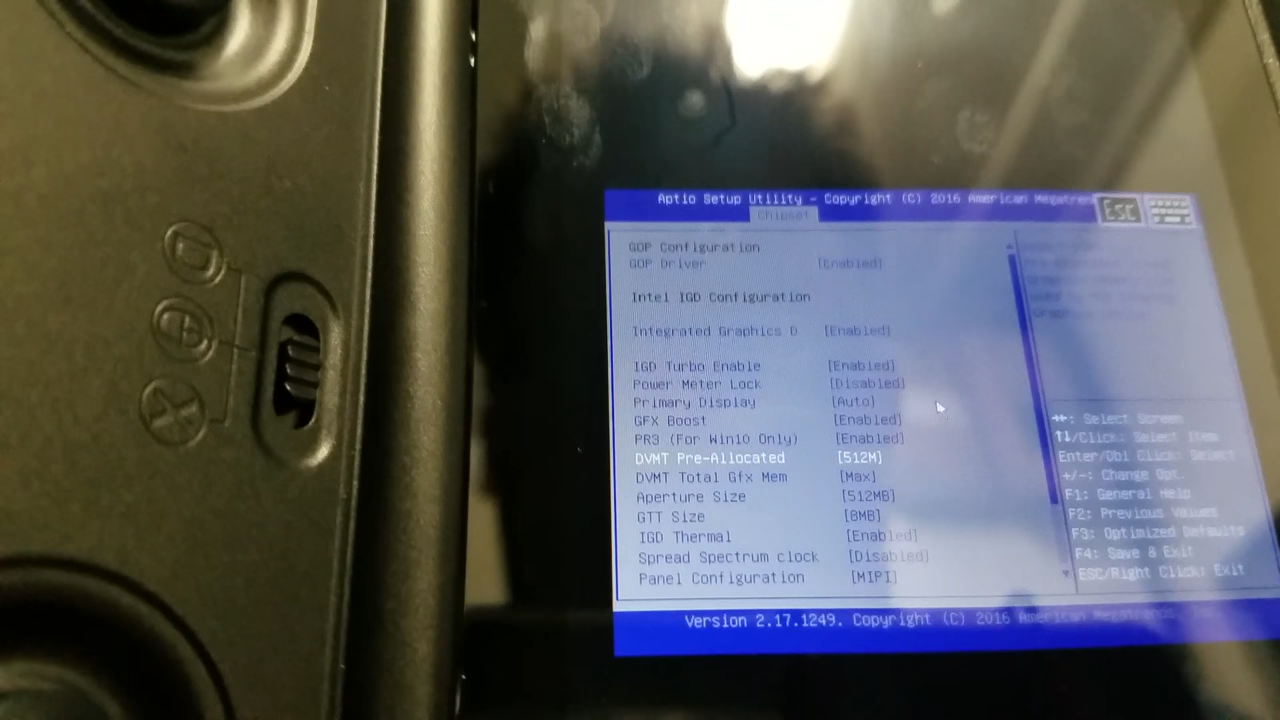 D
X
Aptio Setup Utility - Copyright (C) 2016 American Megatren
ESC
Chipset
GOP Configuration
GOP Driver [Enabled]
Intel IGD Configuration
Integrated Graphics D [Enabled]
IGD Turbo Enable [Enabled]
Power Meter Lock [Disabled]
Primary Display [Auto]
GFX Boost [Enabled]
PR3 (For Win10 Only) [Enabled]
DVMT Pre-Allocated [512M]
DVMT Total Gfx Mem [Max]
Aperture Size [512MB]
GTT Size [8MB]
IGD Thermal [Enabled]
Spread Spectrum clock [Disabled]
Panel Configuration [MIPI]
→←: Select Screen
↑↓/Click: Select Item
Enter/Dbl Click: Select
+/-: Change Opt.
F1: General Help
F2: Previous Values
F3: Optimized Defaults
F4: Save & Exit
ESC/Right Click: Exit
Version 2.17.1249. Copyright (C) 2016 American Megatrends,